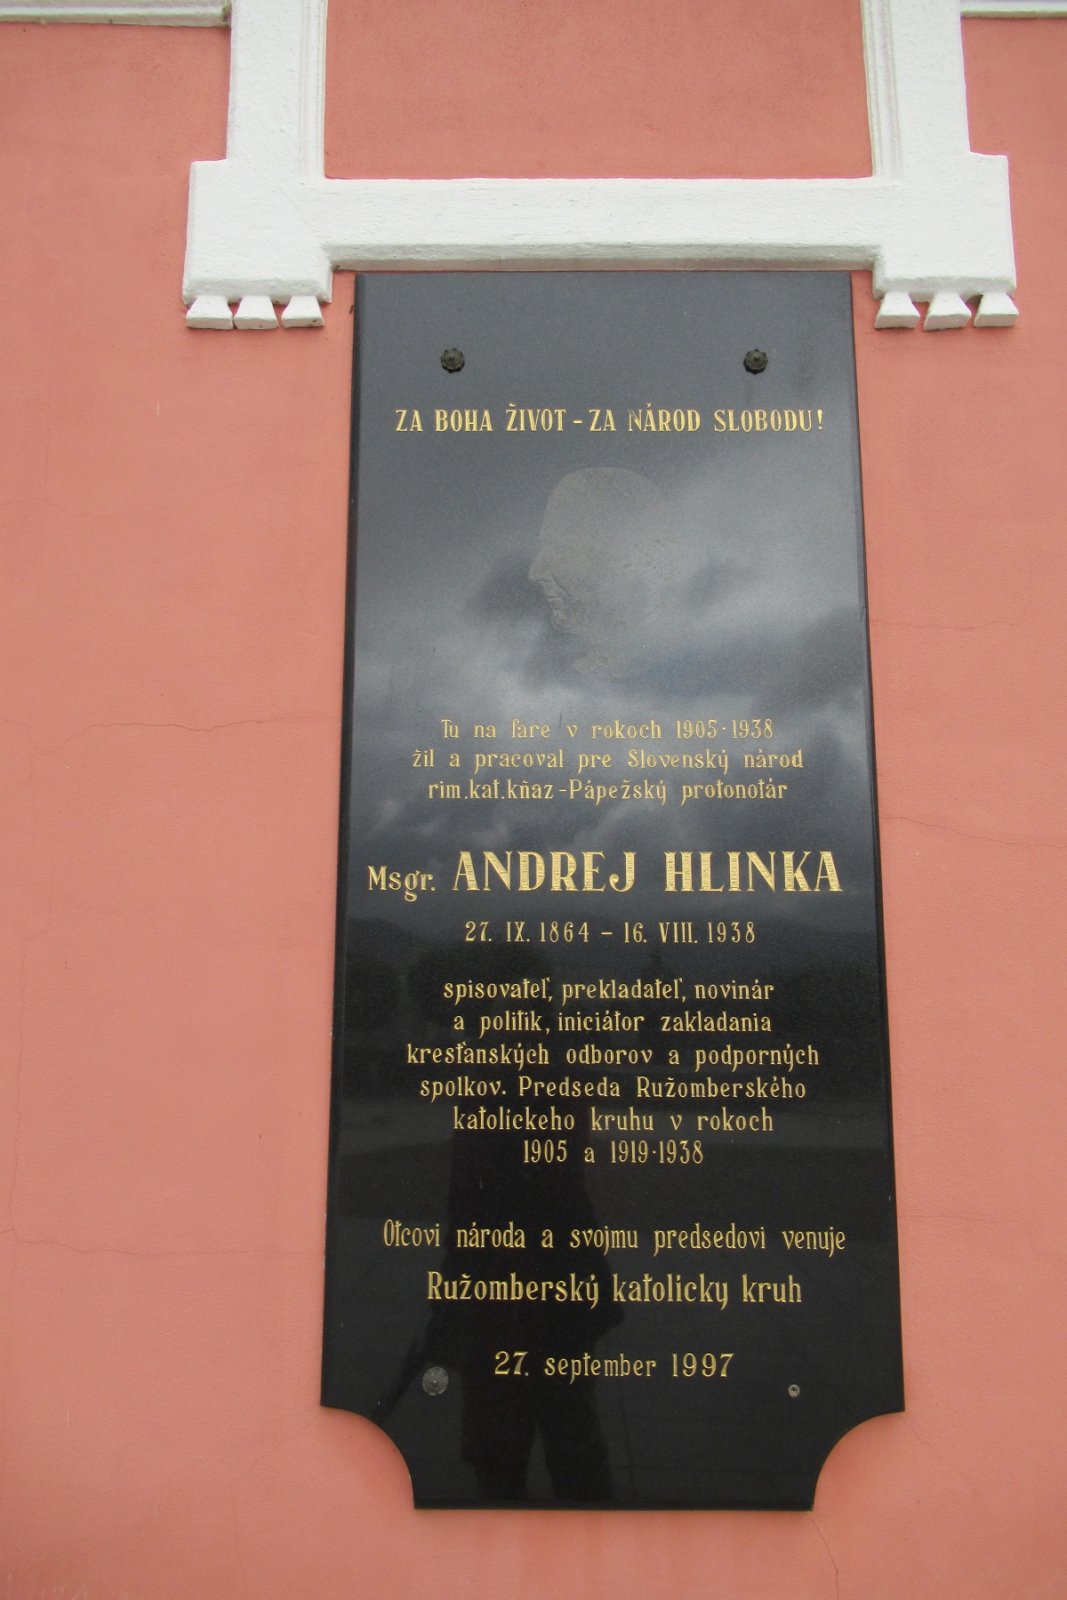 ZA BOHA ŽIVOT - ZA NÁROD SLOBODU!
Tu na fare v rokoch 1905-1938
žil a pracoval pre Slovenský národ
rim.kat.kňaz - Pápežský protonotár
Msgr. ANDREJ HLINKA
27. IX. 1864 - 16. VIII. 1938
spisovateľ, prekladateľ, novinár
a politik, iniciátor zakladania
kresťanských odborov a podporných
spolkov. Predseda Ružomberského
katolíckeho kruhu v rokoch
1905 a 1919-1938
Otcovi národa a svojmu predsedovi venuje
Ružomberský katolícky kruh
27. september 1997